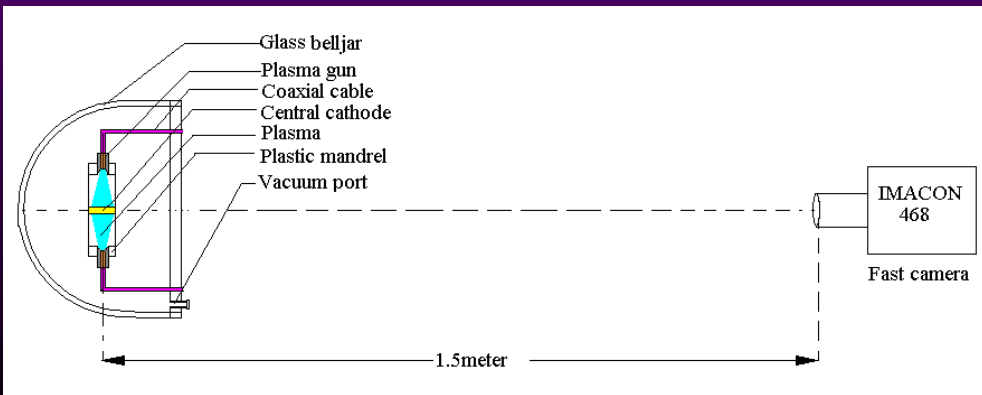 Glass belljar
Plasma gun
Coaxial cable
Central cathode
Plasma
Plastic mandrel
Vacuum port
IMACON
468
Fast camera
1.5meter